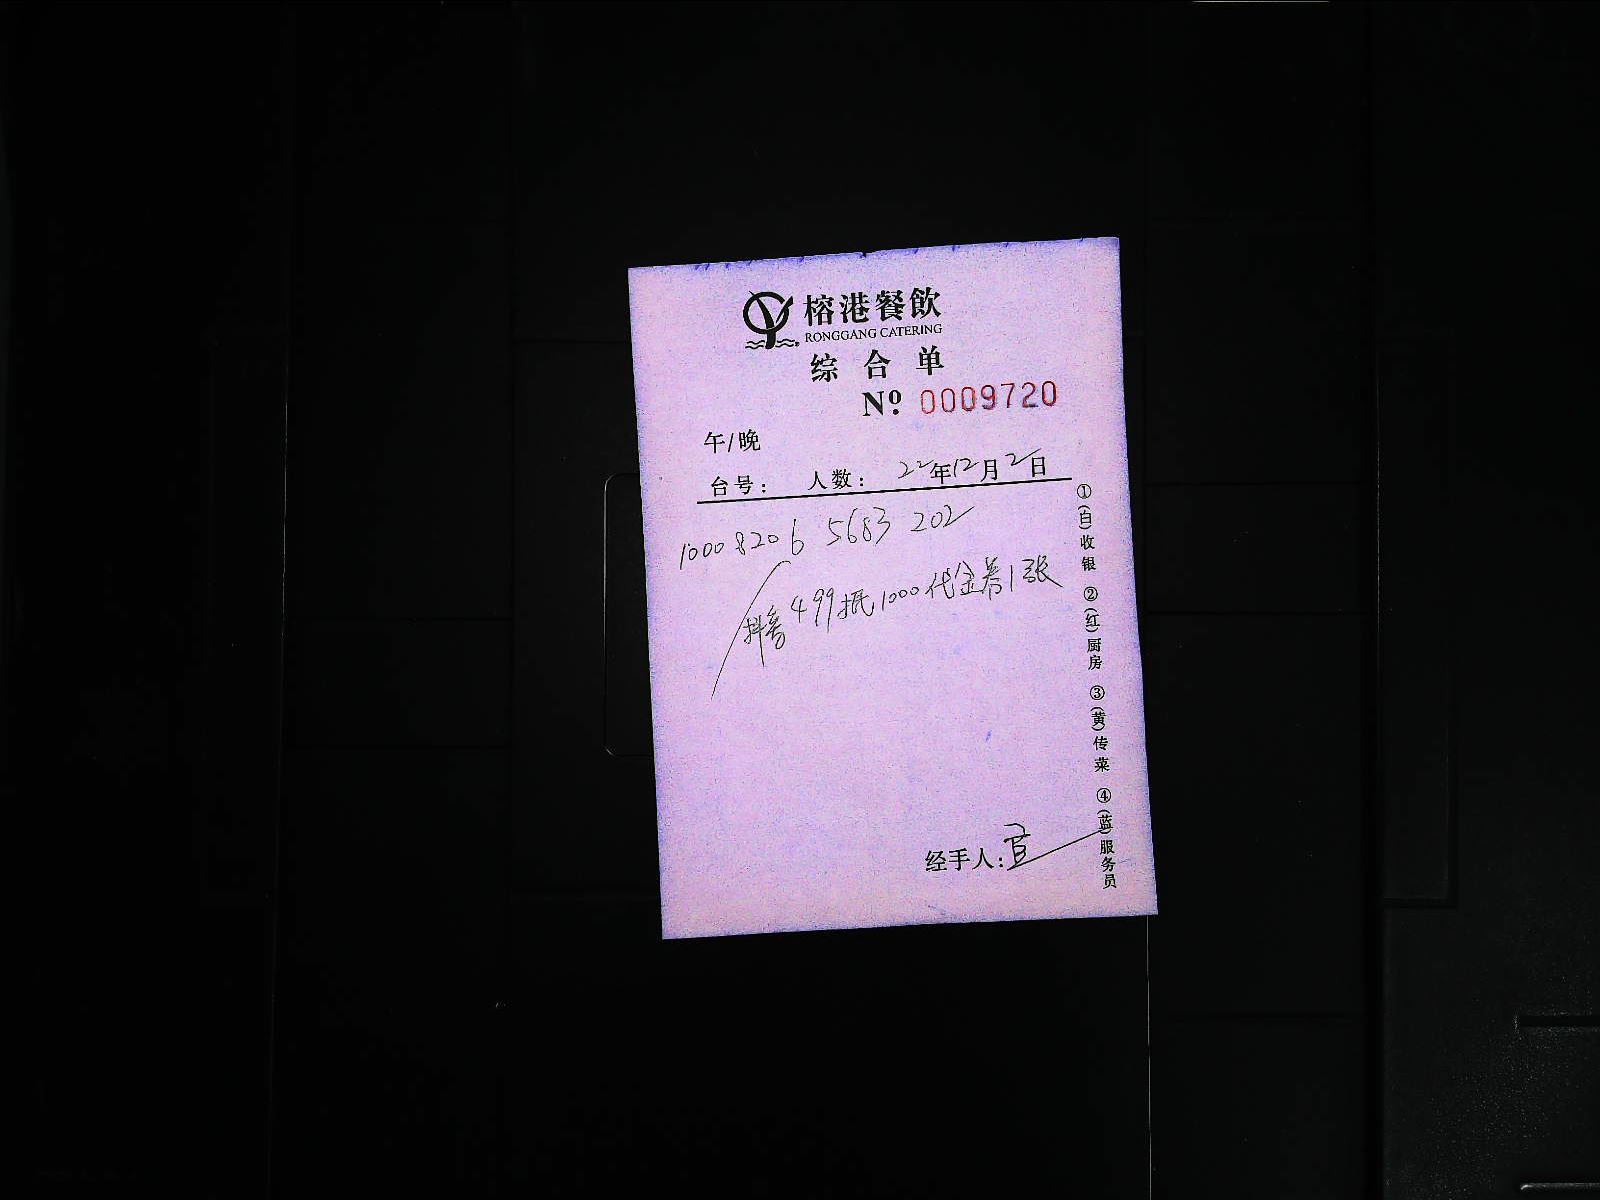 榕港餐飲
RONGGANG CATERING
综合单
Nº 0009720
午/晚
台号： 人数： 22年12月2日
1000 8206 5683 202
抖音499抵1000代金券1张
经手人：
①(白)收银 ②(红)厨房 ③(黄)传菜 ④(蓝)服务员